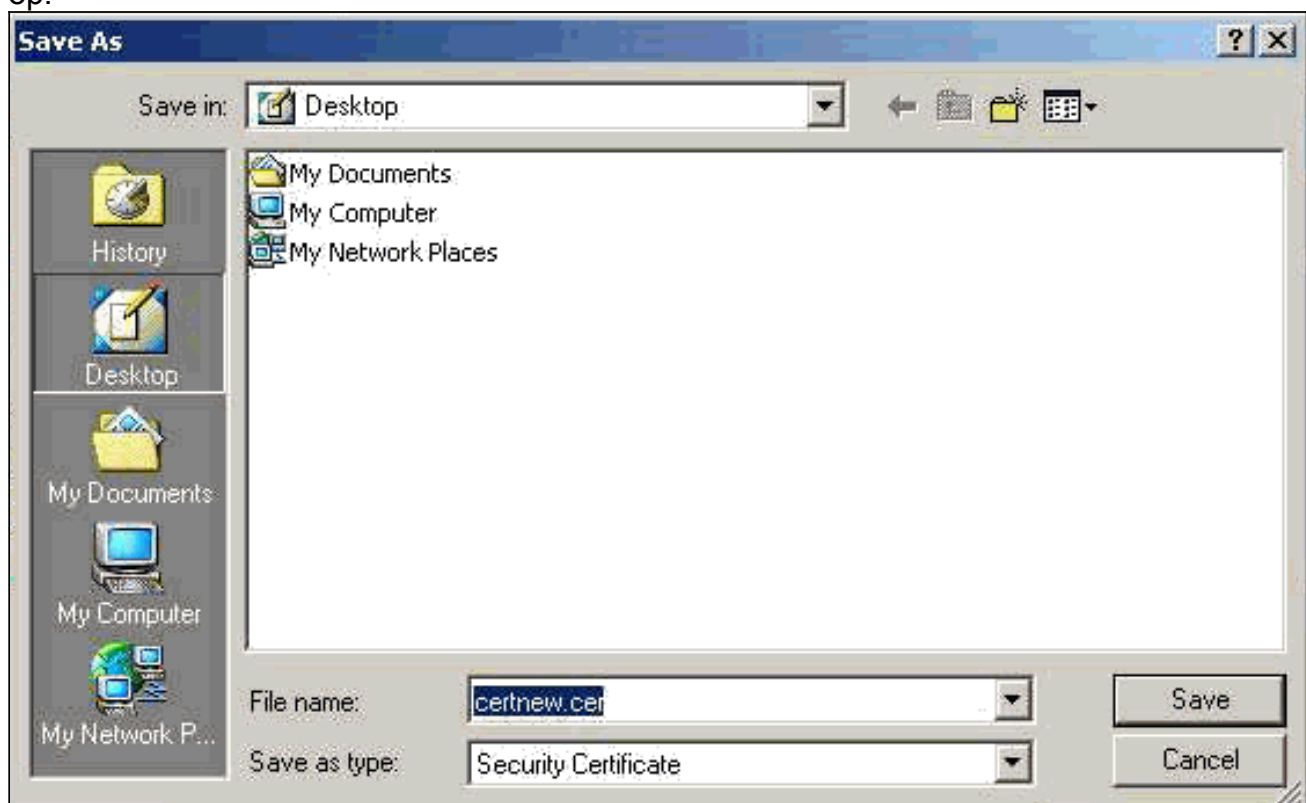 op.
Save As
Save in: Desktop
History
Desktop
My Documents
My Computer
My Network P...
My Documents
My Computer
My Network Places
File name: certnew.cer
Save as type: Security Certificate
Save
Cancel